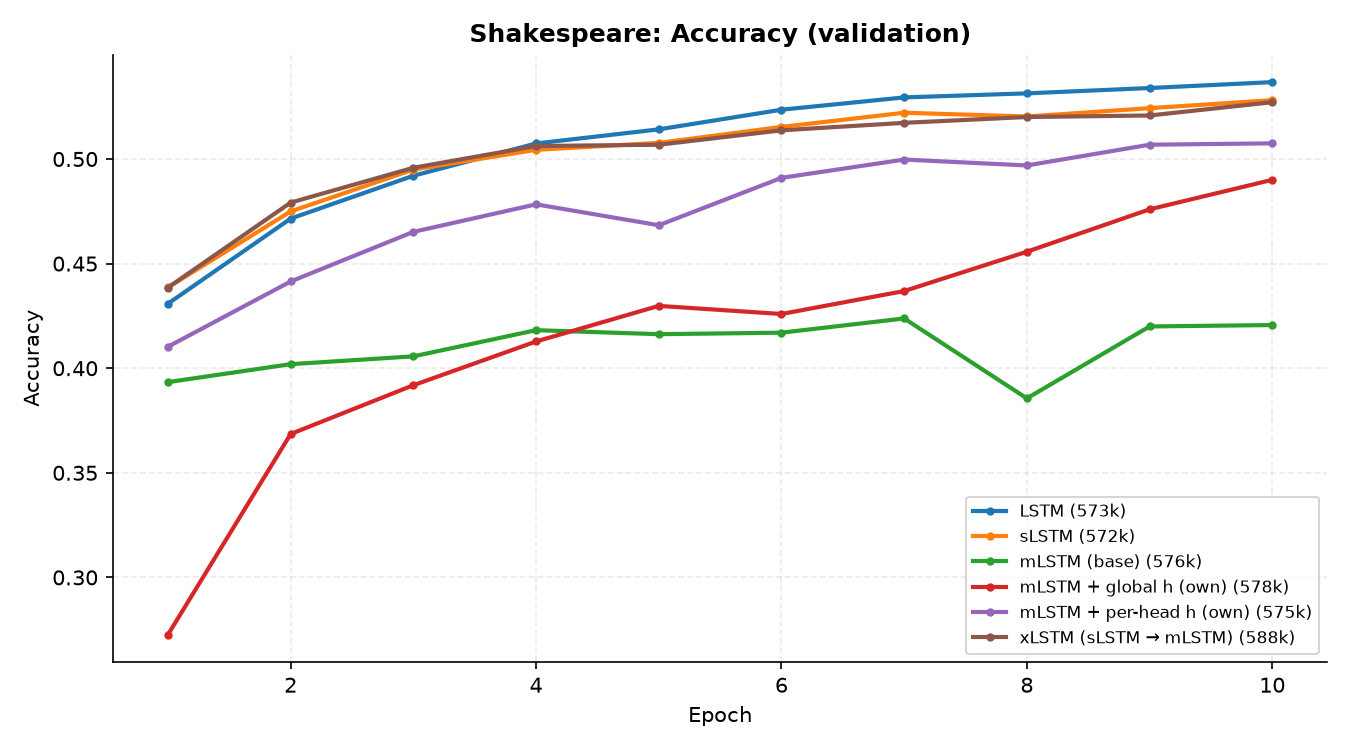 Shakespeare: Accuracy (validation)
Accuracy
0.50
0.45
0.40
0.35
0.30
LSTM (573k)
sLSTM (572k)
mLSTM (base) (576k)
mLSTM + global h (own) (578k)
mLSTM + per-head h (own) (575k)
xLSTM (sLSTM → mLSTM) (588k)
2 4 6 8 10
Epoch